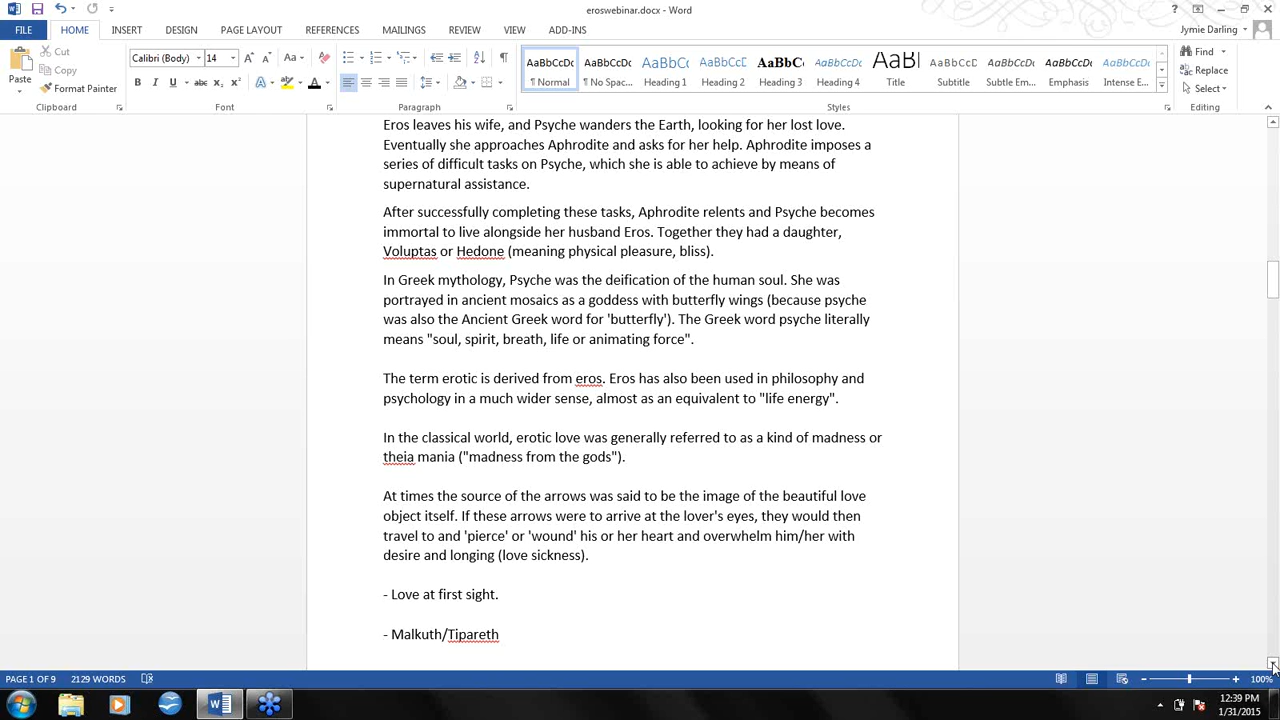 eroswebinar.docx - Word
FILE HOME INSERT DESIGN PAGE LAYOUT REFERENCES MAILINGS REVIEW VIEW ADD-INS Jymie Darling
Paste Cut Copy Format Painter
Calibri (Body) 14
AaBbCcDc AaBbCcDc AaBbCc AaBbCcD AaBbC AaBbCcDc AaBl AaBbCcD AaBbCcDc AaBbCcDc AaBbCcDc
¶ Normal ¶ No Spac... Heading 1 Heading 2 Heading 3 Heading 4 Title Subtitle Subtle Em... Emphasis Intense E...
Find
Replace
Select
Clipboard Font Paragraph Styles Editing
Eros leaves his wife, and Psyche wanders the Earth, looking for her lost love.
Eventually she approaches Aphrodite and asks for her help. Aphrodite imposes a
series of difficult tasks on Psyche, which she is able to achieve by means of
supernatural assistance.
After successfully completing these tasks, Aphrodite relents and Psyche becomes
immortal to live alongside her husband Eros. Together they had a daughter,
Voluptas or Hedone (meaning physical pleasure, bliss).
In Greek mythology, Psyche was the deification of the human soul. She was
portrayed in ancient mosaics as a goddess with butterfly wings (because psyche
was also the Ancient Greek word for 'butterfly'). The Greek word psyche literally
means "soul, spirit, breath, life or animating force".
The term erotic is derived from eros. Eros has also been used in philosophy and
psychology in a much wider sense, almost as an equivalent to "life energy".
In the classical world, erotic love was generally referred to as a kind of madness or
theia mania ("madness from the gods").
At times the source of the arrows was said to be the image of the beautiful love
object itself. If these arrows were to arrive at the lover's eyes, they would then
travel to and 'pierce' or 'wound' his or her heart and overwhelm him/her with
desire and longing (love sickness).
- Love at first sight.
- Malkuth/Tipareth
PAGE 1 OF 9 2129 WORDS 100%
12:39 PM
1/31/2015